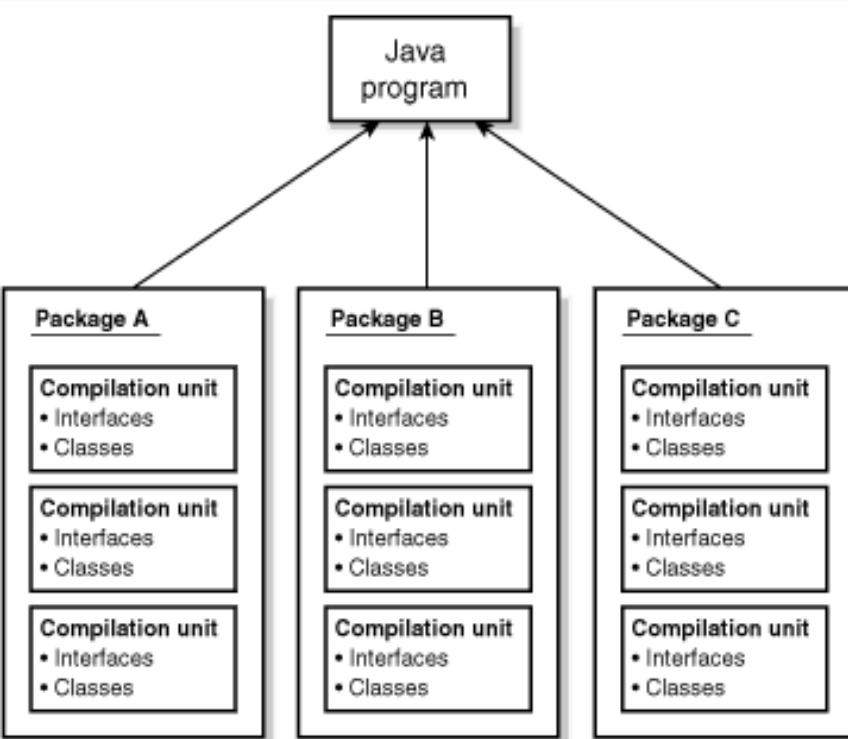 Java
program
Package A
Compilation unit
• Interfaces
• Classes
Compilation unit
• Interfaces
• Classes
Compilation unit
• Interfaces
• Classes
Package B
Compilation unit
• Interfaces
• Classes
Compilation unit
• Interfaces
• Classes
Compilation unit
• Interfaces
• Classes
Package C
Compilation unit
• Interfaces
• Classes
Compilation unit
• Interfaces
• Classes
Compilation unit
• Interfaces
• Classes